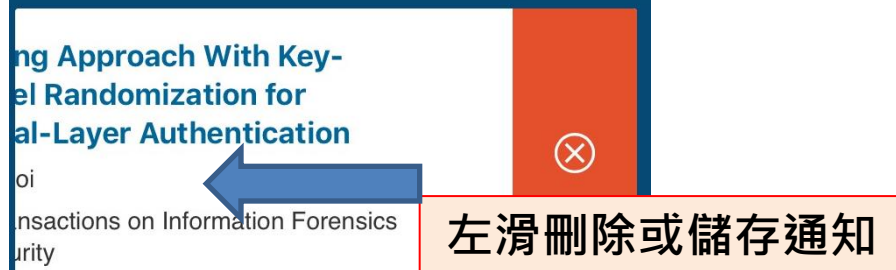 ng Approach With Key-
el Randomization for
al-Layer Authentication
oi
nsactions on Information Forensics
urity
左滑刪除或儲存通知